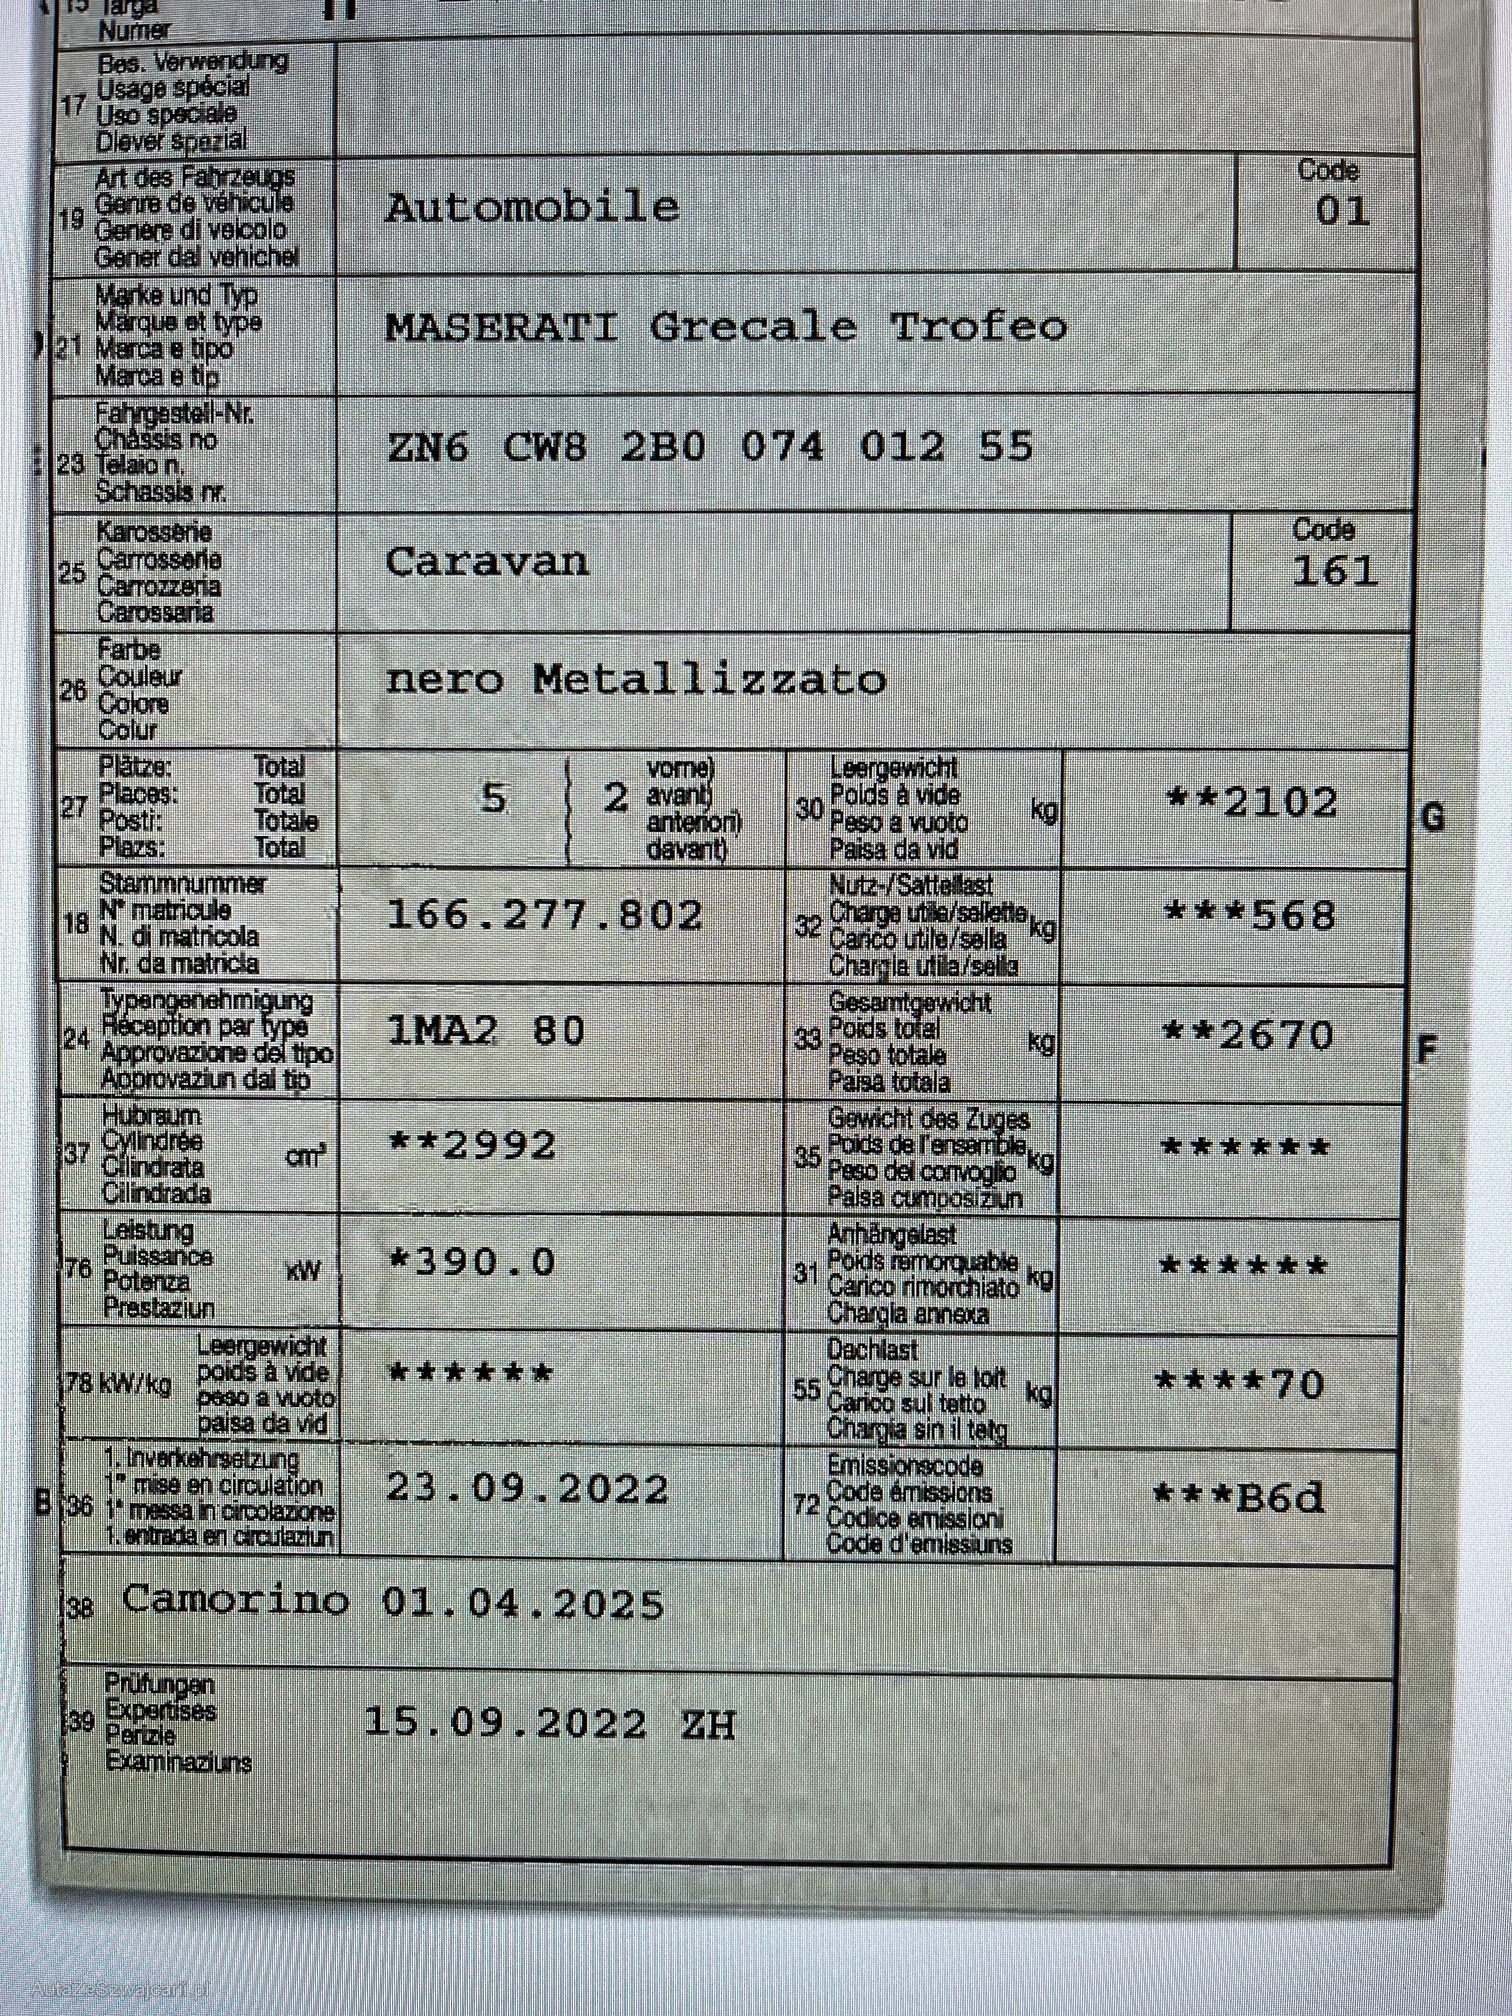 15 Targa
Numer
17 Bes. Verwendung
Usage spécial
Uso speciale
Diever spezial
19 Art des Fahrzeugs
Genre de véhicule
Genere di veicolo
Gener dal vehichel
Automobile
Code
01
21 Marke und Typ
Marque et type
Marca e tipo
Marca e tip
MASERATI Grecale Trofeo
23 Fahrgestell-Nr.
Châssis no
Telaio n.
Schassis nr.
ZN6 CW8 2B0 074 012 55
25 Karosserie
Carrosserie
Carrozzeria
Carossaria
Caravan
Code
161
26 Farbe
Couleur
Colore
Colur
nero Metallizzato
27 Plätze: Total
Places: Total
Posti: Totale
Plazs: Total
5 2
vorne)
avant)
anteriori)
davant)
30 Leergewicht
Poids à vide
Peso a vuoto
Paisa da vid
kg
**2102
G
18 Stammnummer
N° matricule
N. di matricola
Nr. da matricla
166.277.802
32 Nutz-/Sattellast
Charge utile/sellette
Carico utile/sella
Chargia utila/sella
kg
***568
24 Typengenehmigung
Réception par type
Approvazione del tipo
Approvaziun dal tip
1MA2 80
33 Gesamtgewicht
Poids total
Peso totale
Paisa totala
kg
**2670
F
37 Hubraum
Cylindrée
Cilindrata
Cilindrada
cm³
**2992
35 Gewicht des Zuges
Poids de l'ensemble
Peso del convoglio
Paisa cumposiziun
kg
******
76 Leistung
Puissance
Potenza
Prestaziun
kW
*390.0
31 Anhängelast
Poids remorquable
Carico rimorchiato
Chargia annexa
kg
******
78 kW/kg
Leergewicht
poids à vide
peso a vuoto
paisa da vid
******
55 Dachlast
Charge sur le toit
Carico sul tetto
Chargia sin il tetg
kg
****70
B
36 1. Inverkehrsetzung
1re mise en circulation
1a messa in circolazione
1. entrada en circulaziun
23.09.2022
72 Emissionscode
Code émissions
Codice emissioni
Code d'emissiuns
***B6d
38 Camorino 01.04.2025
39 Prüfungen
Expertises
Perizie
Examinaziuns
15.09.2022 ZH
AutaZeSzwajcarii.pl